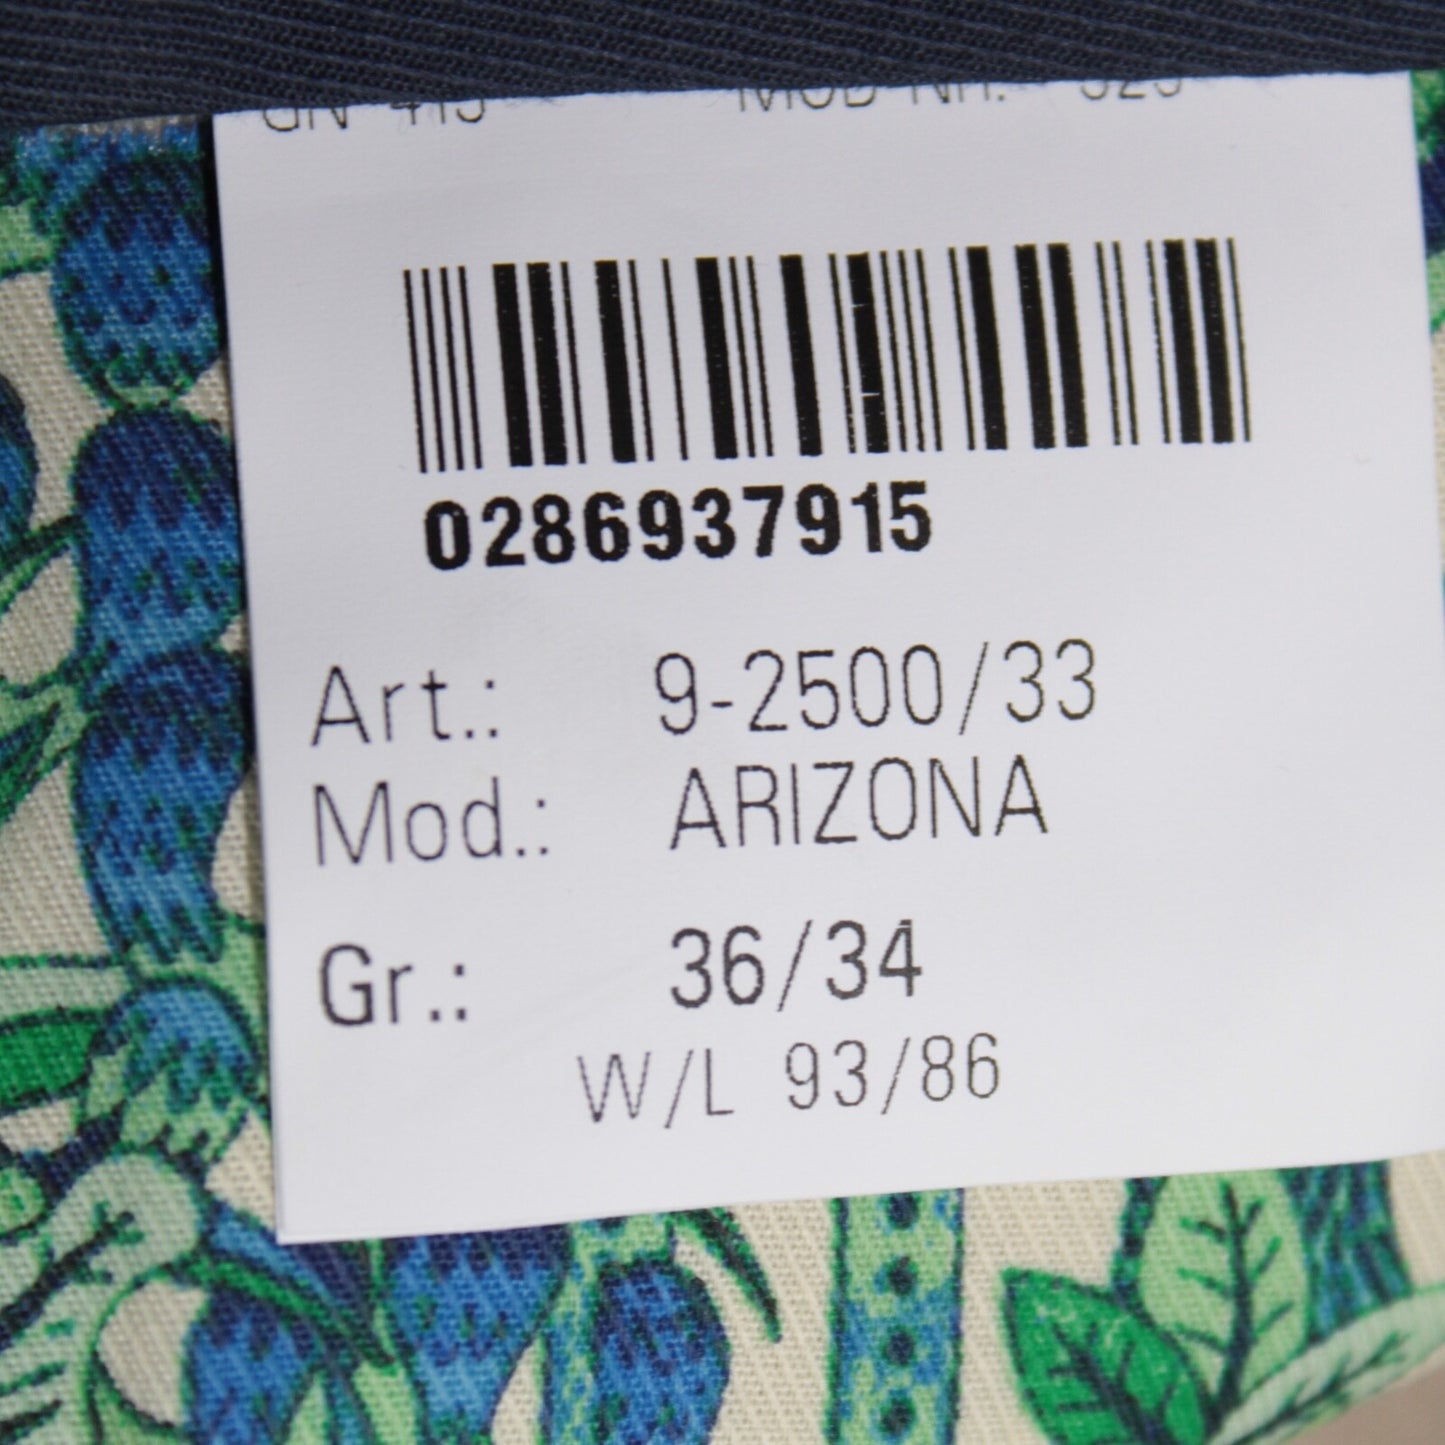 0286937915
Art.: 9-2500/33
Mod.: ARIZONA
Gr.: 36/34
W/L 93/86